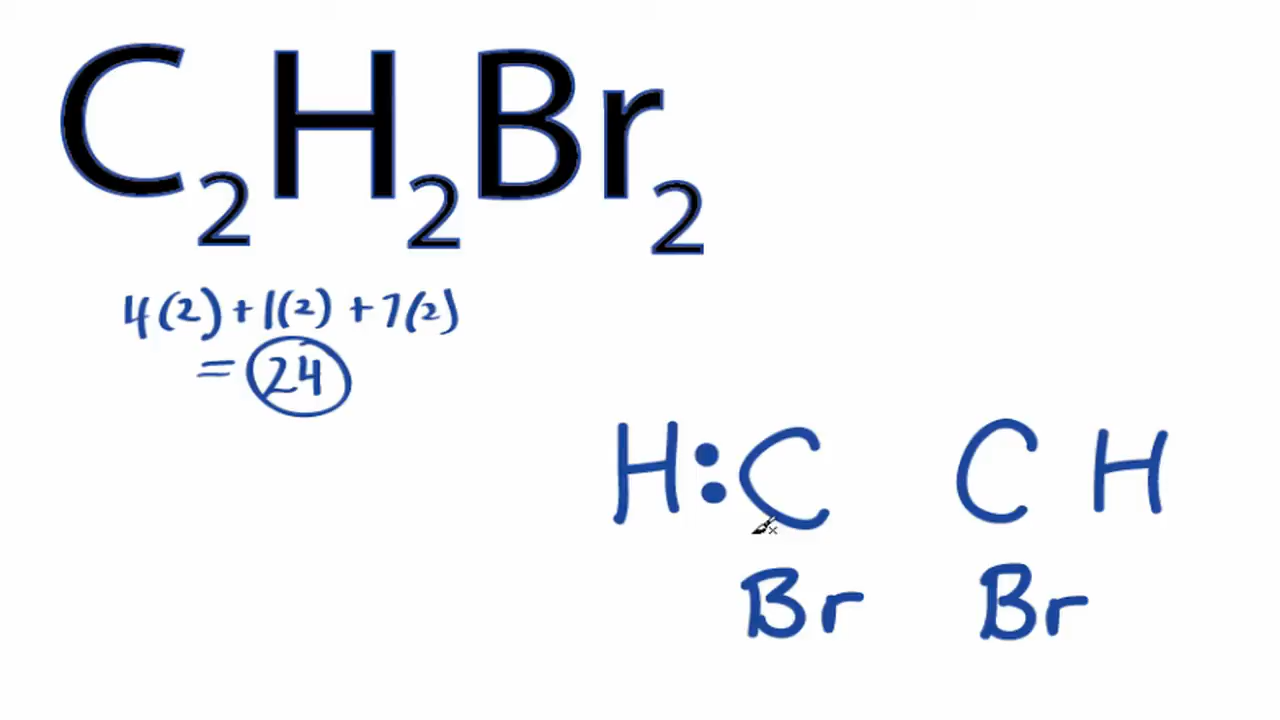 C₂H₂Br₂
4(2)+1(2)+7(2)
= 24
H:C C H
Br Br